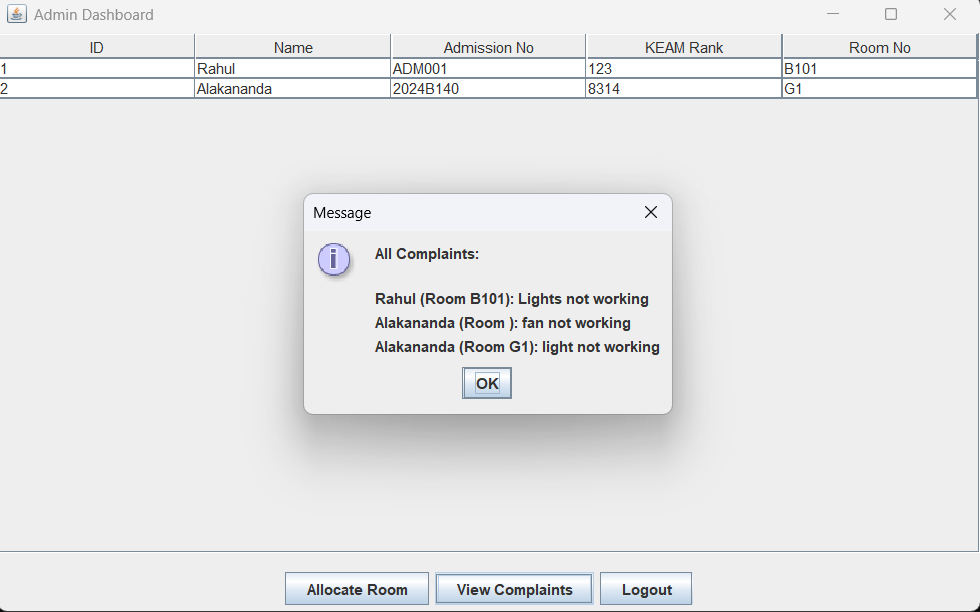 Admin Dashboard
ID Name Admission No KEAM Rank Room No
1 Rahul ADM001 123 B101
2 Alakananda 2024B140 8314 G1
Message
i
All Complaints:
Rahul (Room B101): Lights not working
Alakananda (Room ): fan not working
Alakananda (Room G1): light not working
OK
Allocate Room View Complaints Logout